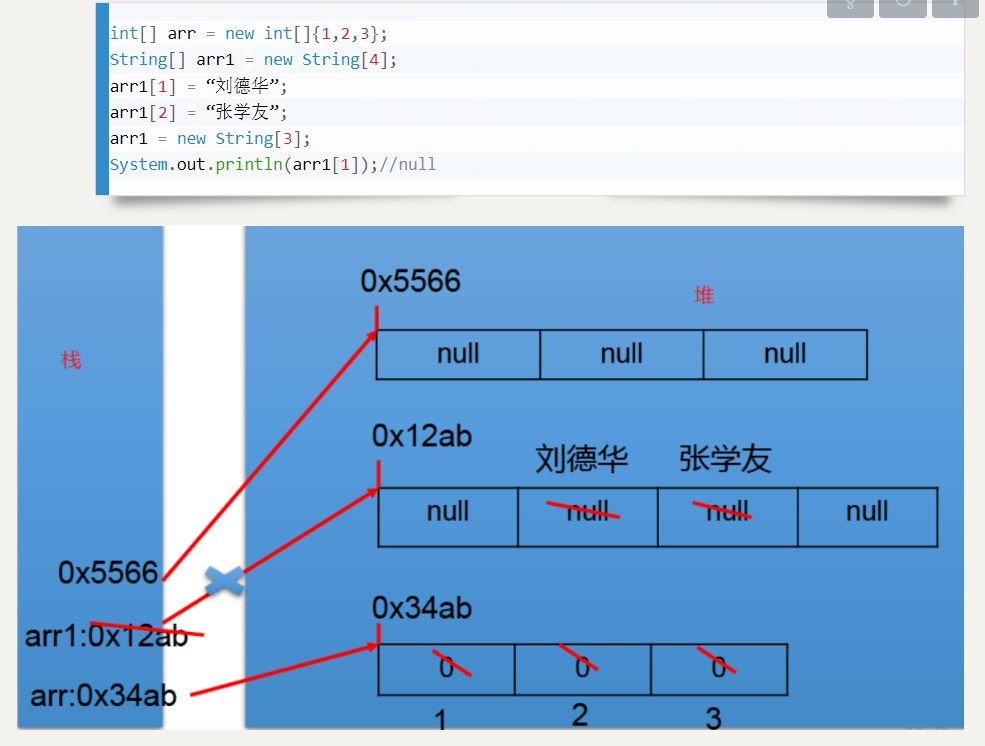 int[] arr = new int[]{1,2,3};
String[] arr1 = new String[4];
arr1[1] = “刘德华”;
arr1[2] = “张学友”;
arr1 = new String[3];
System.out.println(arr1[1]);//null
0x5566
堆
null null null
栈
0x12ab
刘德华 张学友
null null null null
0x5566
0x34ab
arr1:0x12ab
0 0 0
arr:0x34ab
1 2 3